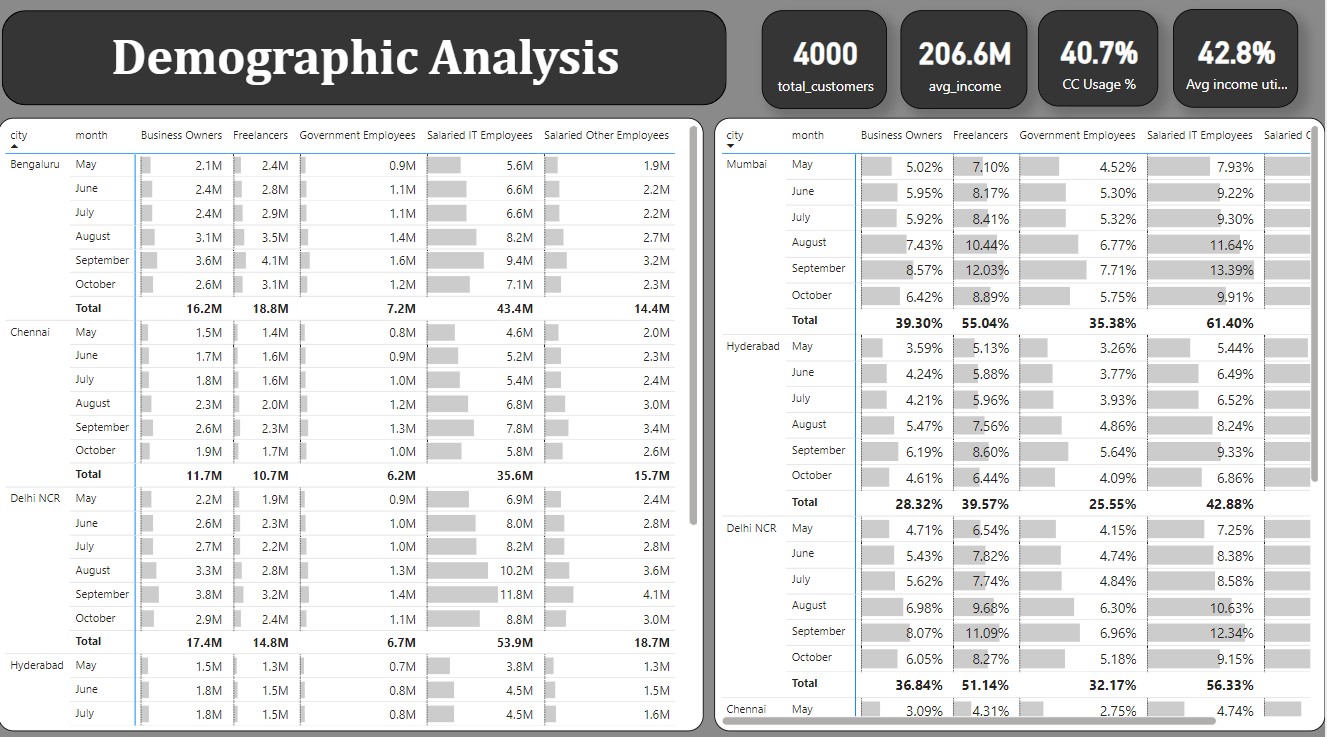 Demographic Analysis
4000
total_customers
206.6M
avg_income
40.7%
CC Usage %
42.8%
Avg income uti...
city month Business Owners Freelancers Government Employees Salaried IT Employees Salaried Other Employees
Bengaluru May 2.1M 2.4M 0.9M 5.6M 1.9M
June 2.4M 2.8M 1.1M 6.6M 2.2M
July 2.4M 2.9M 1.1M 6.6M 2.2M
August 3.1M 3.5M 1.4M 8.2M 2.7M
September 3.6M 4.1M 1.6M 9.4M 3.2M
October 2.6M 3.1M 1.2M 7.1M 2.3M
Total 16.2M 18.8M 7.2M 43.4M 14.4M
Chennai May 1.5M 1.4M 0.8M 4.6M 2.0M
June 1.7M 1.6M 0.9M 5.2M 2.3M
July 1.8M 1.6M 1.0M 5.4M 2.4M
August 2.3M 2.0M 1.2M 6.8M 3.0M
September 2.6M 2.3M 1.3M 7.8M 3.4M
October 1.9M 1.7M 1.0M 5.8M 2.6M
Total 11.7M 10.7M 6.2M 35.6M 15.7M
Delhi NCR May 2.2M 1.9M 0.9M 6.9M 2.4M
June 2.6M 2.3M 1.0M 8.0M 2.8M
July 2.7M 2.2M 1.0M 8.2M 2.8M
August 3.3M 2.8M 1.3M 10.2M 3.6M
September 3.8M 3.2M 1.4M 11.8M 4.1M
October 2.9M 2.4M 1.1M 8.8M 3.0M
Total 17.4M 14.8M 6.7M 53.9M 18.7M
Hyderabad May 1.5M 1.3M 0.7M 3.8M 1.3M
June 1.8M 1.5M 0.8M 4.5M 1.5M
July 1.8M 1.5M 0.8M 4.5M 1.6M
city month Business Owners Freelancers Government Employees Salaried IT Employees Salaried
Mumbai May 5.02% 7.10% 4.52% 7.93%
June 5.95% 8.17% 5.30% 9.22%
July 5.92% 8.41% 5.32% 9.30%
August 7.43% 10.44% 6.77% 11.64%
September 8.57% 12.03% 7.71% 13.39%
October 6.42% 8.89% 5.75% 9.91%
Total 39.30% 55.04% 35.38% 61.40%
Hyderabad May 3.59% 5.13% 3.26% 5.44%
June 4.24% 5.88% 3.77% 6.49%
July 4.21% 5.96% 3.93% 6.52%
August 5.47% 7.56% 4.86% 8.24%
September 6.19% 8.60% 5.64% 9.33%
October 4.61% 6.44% 4.09% 6.86%
Total 28.32% 39.57% 25.55% 42.88%
Delhi NCR May 4.71% 6.54% 4.15% 7.25%
June 5.43% 7.82% 4.74% 8.38%
July 5.62% 7.74% 4.84% 8.58%
August 6.98% 9.68% 6.30% 10.63%
September 8.07% 11.09% 6.96% 12.34%
October 6.05% 8.27% 5.18% 9.15%
Total 36.84% 51.14% 32.17% 56.33%
Chennai May 3.09% 4.31% 2.75% 4.74%